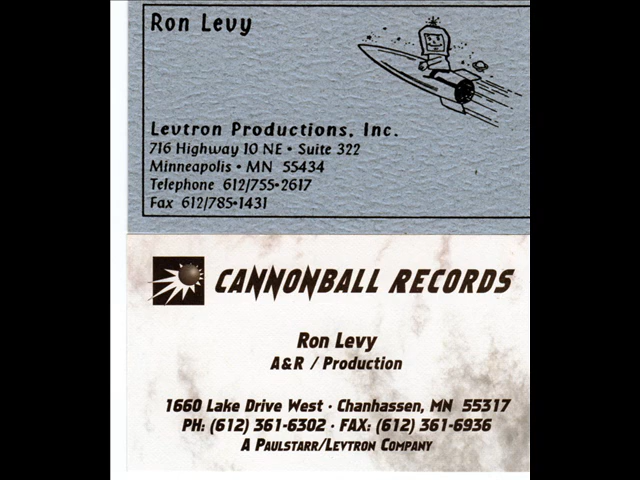 Ron Levy
Levtron Productions, Inc.
716 Highway 10 NE • Suite 322
Minneapolis • MN 55434
Telephone 612/755•2617
Fax 612/785•1431
CANNONBALL RECORDS
Ron Levy
A&R / Production
1660 Lake Drive West · Chanhassen, MN 55317
PH: (612) 361-6302 · FAX: (612) 361-6936
A PAULSTARR/LEVTRON COMPANY